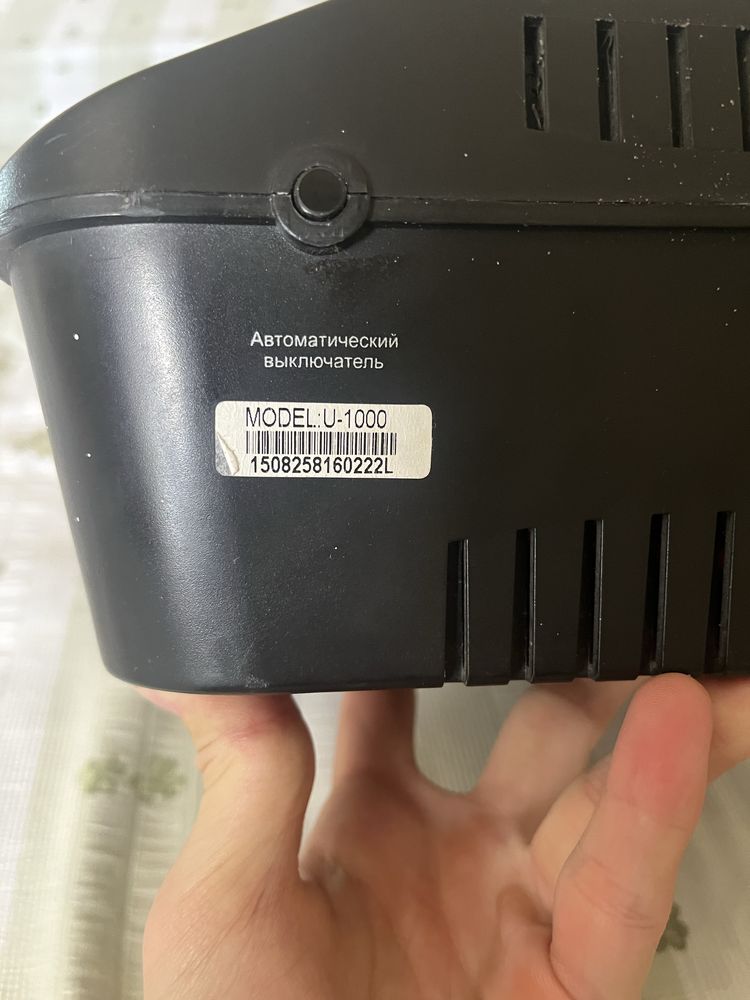 Автоматический
выключатель
MODEL:U-1000
1508258160222L